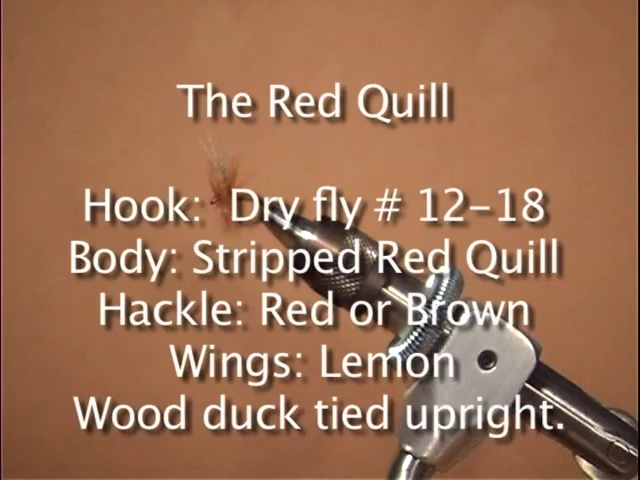 The Red Quill
Hook: Dry fly # 12-18
Body: Stripped Red Quill
Hackle: Red or Brown
Wings: Lemon
Wood duck tied upright.